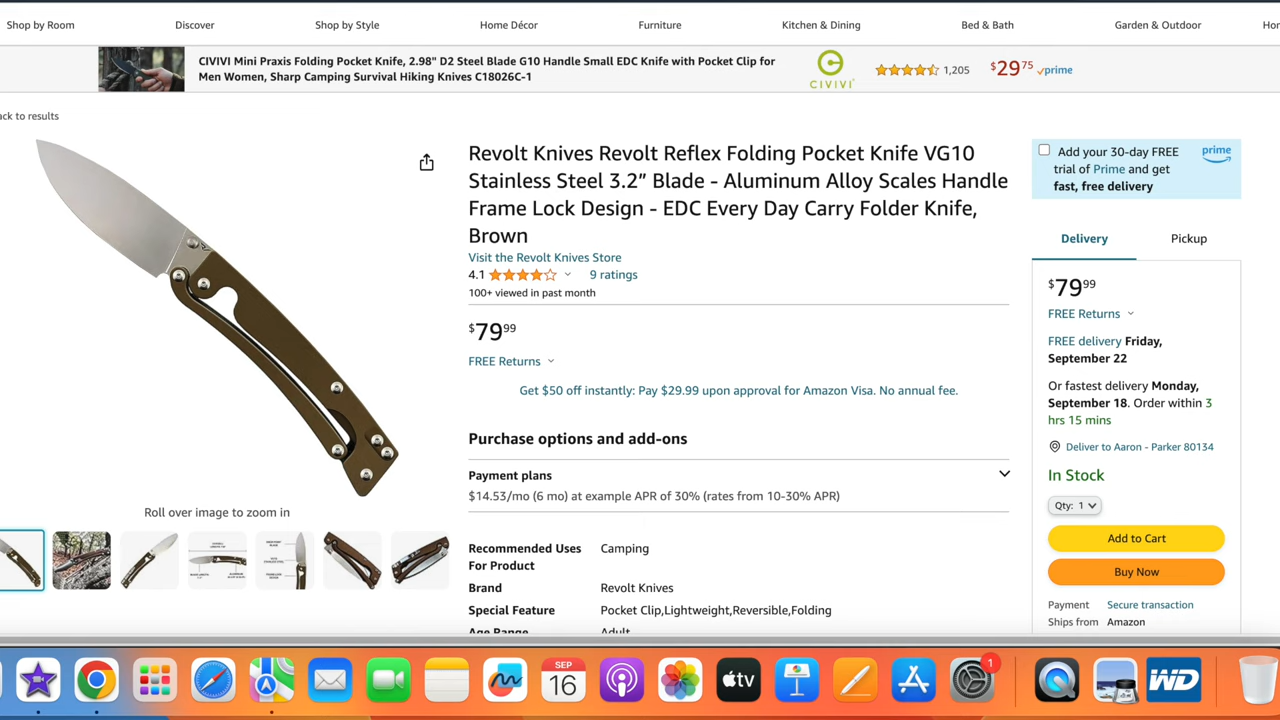 Shop by Room
Discover
Shop by Style
Home Décor
Furniture
Kitchen & Dining
Bed & Bath
Garden & Outdoor
CIVIVI Mini Praxis Folding Pocket Knife, 2.98" D2 Steel Blade G10 Handle Small EDC Knife with Pocket Clip for
Men Women, Sharp Camping Survival Hiking Knives C18026C-1
CIVIVI
1,205
$29.75 prime
ack to results
Revolt Knives Revolt Reflex Folding Pocket Knife VG10
Stainless Steel 3.2” Blade - Aluminum Alloy Scales Handle
Frame Lock Design - EDC Every Day Carry Folder Knife,
Brown
Visit the Revolt Knives Store
4.1 9 ratings
100+ viewed in past month
$79.99
FREE Returns
Get $50 off instantly: Pay $29.99 upon approval for Amazon Visa. No annual fee.
Purchase options and add-ons
Payment plans
$14.53/mo (6 mo) at example APR of 30% (rates from 10-30% APR)
Recommended Uses
For Product
Camping
Brand
Revolt Knives
Special Feature
Pocket Clip,Lightweight,Reversible,Folding
Age Range
Adult
Roll over image to zoom in
Add your 30-day FREE
trial of Prime and get
fast, free delivery
prime
Delivery
Pickup
$79.99
FREE Returns
FREE delivery Friday,
September 22
Or fastest delivery Monday,
September 18. Order within 3
hrs 15 mins
Deliver to Aaron - Parker 80134
In Stock
Qty: 1
Add to Cart
Buy Now
Payment
Secure transaction
Ships from
Amazon
SEP
16
tv
1
WD